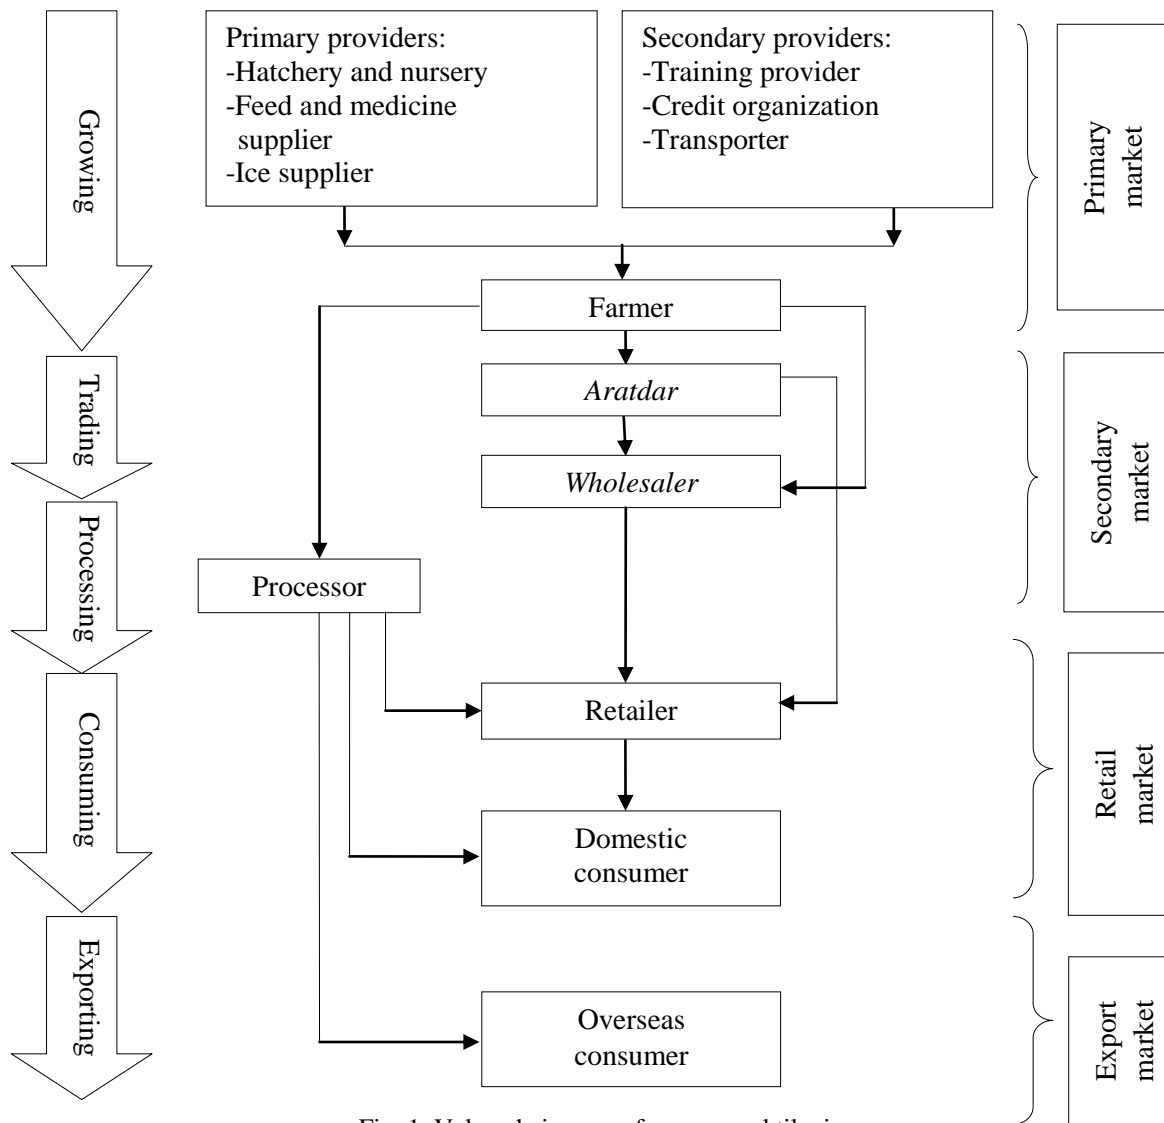 Primary providers:
-Hatchery and nursery
-Feed and medicine
supplier
-Ice supplier
Secondary providers:
-Training provider
-Credit organization
-Transporter
Growing
Primary
market
Farmer
Trading
Aratdar
Wholesaler
Secondary
market
Processing
Processor
Consuming
Retailer
Retail
market
Domestic
consumer
Exporting
Overseas
consumer
Export
market